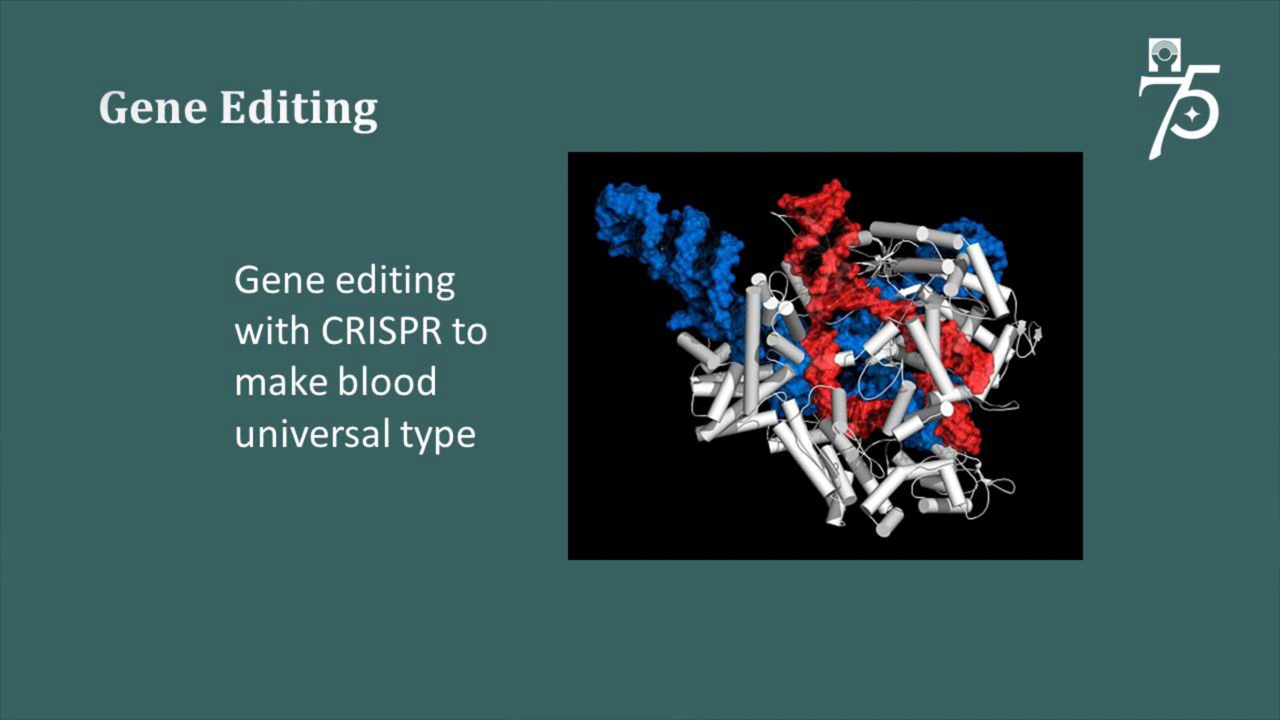 Gene Editing
75
Gene editing
with CRISPR to
make blood
universal type